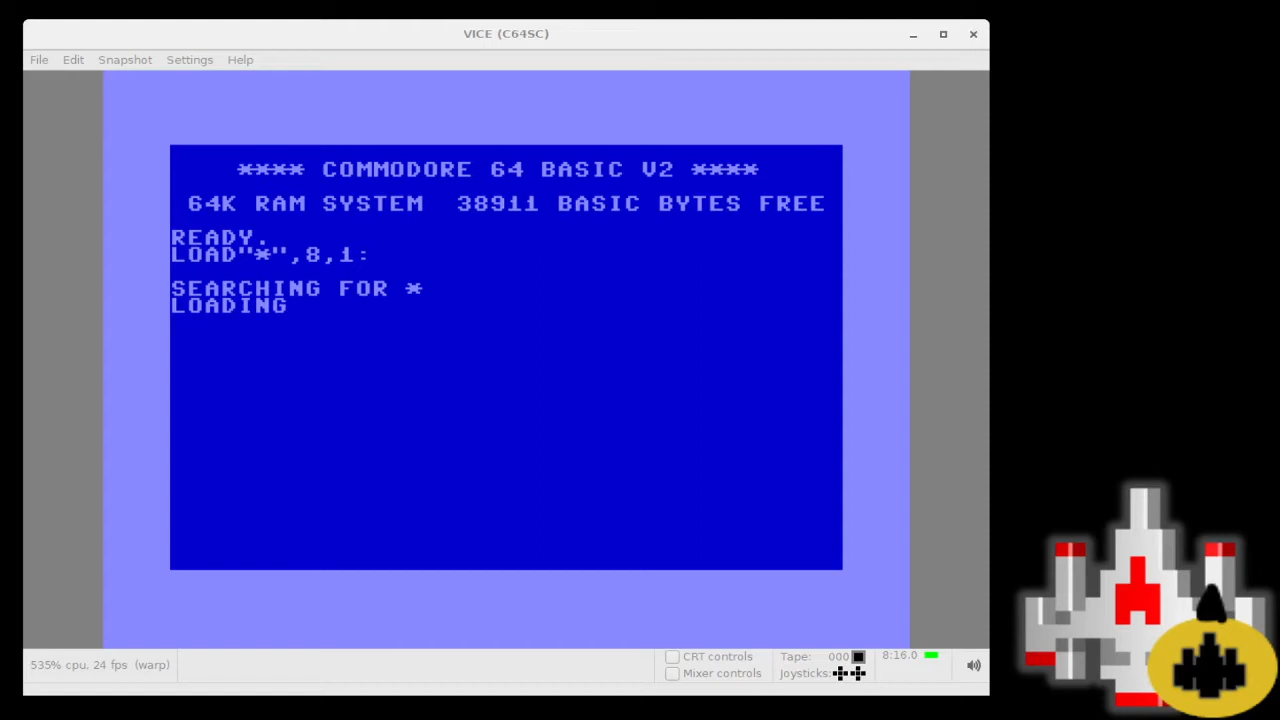 VICE (C64SC)
File Edit Snapshot Settings Help
**** COMMODORE 64 BASIC V2 ****
64K RAM SYSTEM 38911 BASIC BYTES FREE
READY.
LOAD"*",8,1:
SEARCHING FOR *
LOADING
535% cpu, 24 fps (warp)
CRT controls
Mixer controls
Tape: 000
Joysticks:
8:16.0